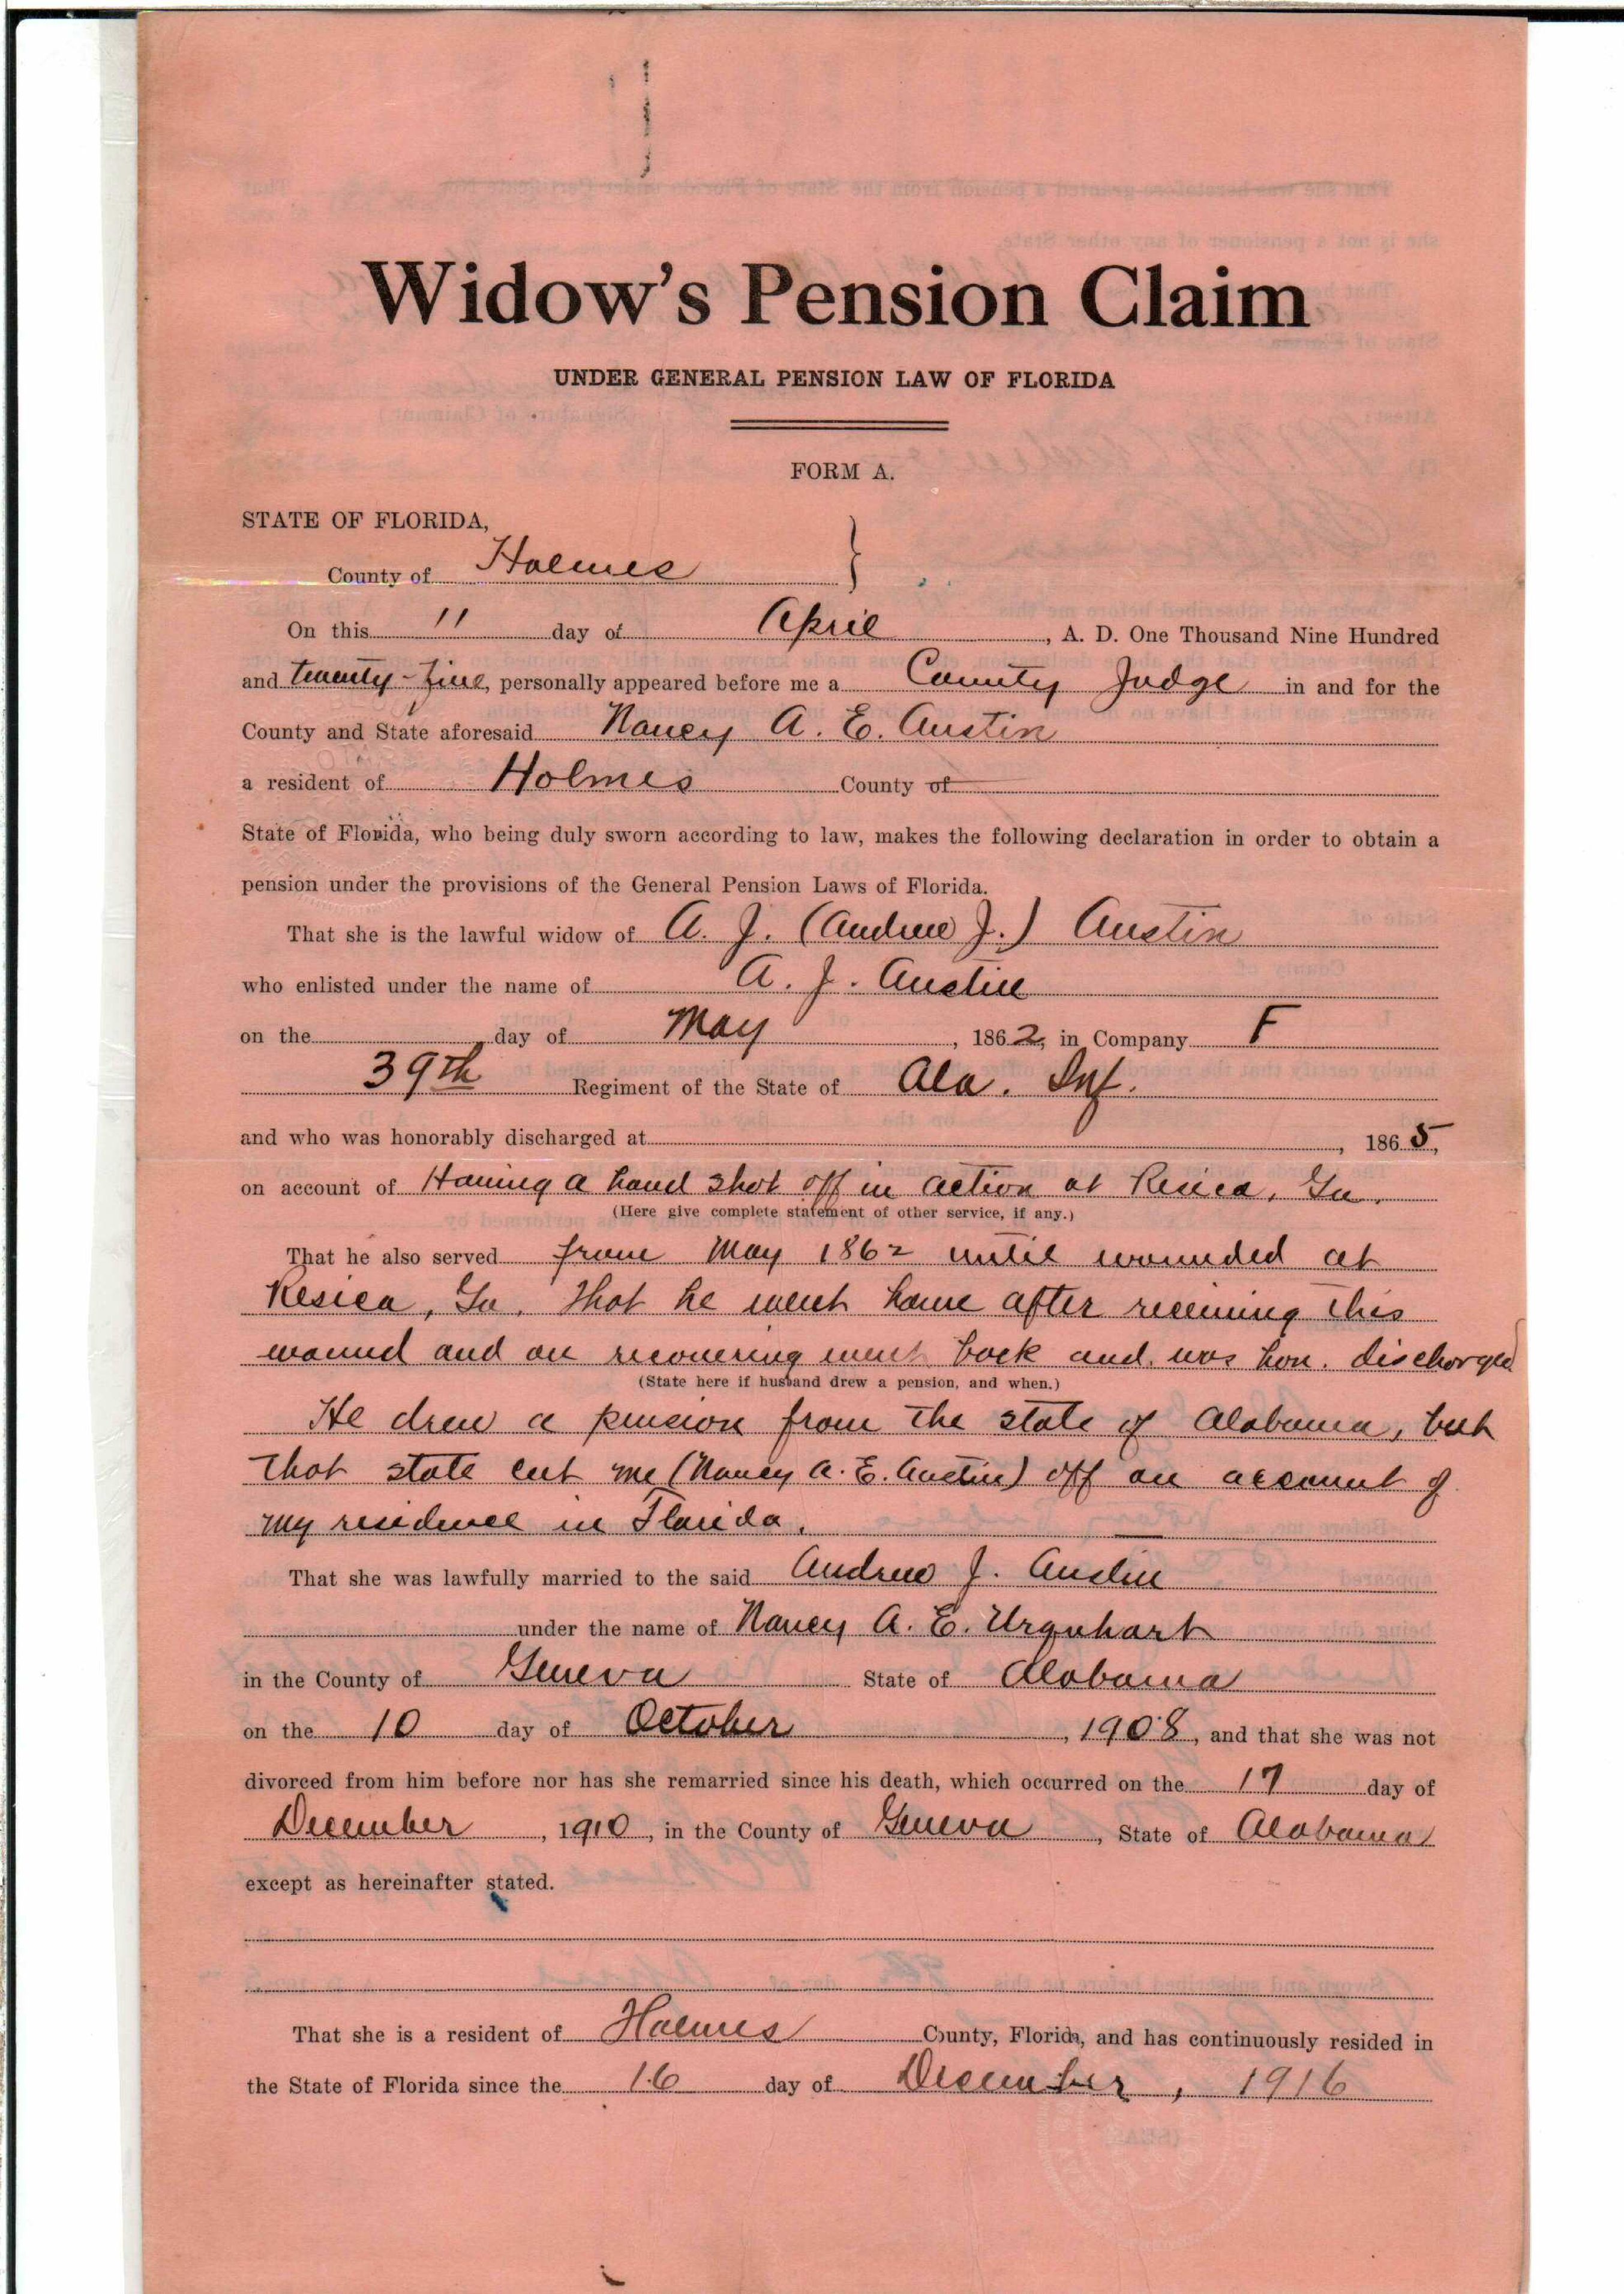 Widow's Pension Claim
UNDER GENERAL PENSION LAW OF FLORIDA
FORM A.
STATE OF FLORIDA,
County of Holmes
On this 11 day of April, A. D. One Thousand Nine Hundred
and twenty-five, personally appeared before me a County Judge in and for the
County and State aforesaid Nancy A. E. Austin
a resident of Holmes County of
State of Florida, who being duly sworn according to law, makes the following declaration in order to obtain a
pension under the provisions of the General Pension Laws of Florida.
That she is the lawful widow of A. J. (Andrew J.) Austin
who enlisted under the name of A. J. Austin
on the day of May, 1862, in Company F
39th Regiment of the State of Ala. Inf.
and who was honorably discharged at , 1865,
on account of Having a hand shot off in action at Resica, Ga.
(Here give complete statement of other service, if any.)
That he also served from May 1862 until wounded at
Resica, Ga. That he went home after receiving this
wound and on recovering went back and was hon. discharged
(State here if husband drew a pension, and when.)
He drew a pension from the state of Alabama, but
that state cut me (Nancy A. E. Austin) off on account of
my residence in Florida.
That she was lawfully married to the said Andrew J. Austin
under the name of Nancy A. E. Urquhart
in the County of Geneva State of Alabama
on the 10 day of October, 1908, and that she was not
divorced from him before nor has she remarried since his death, which occurred on the 17 day of
December, 1910, in the County of Geneva, State of Alabama
except as hereinafter stated.
That she is a resident of Holmes County, Florida, and has continuously resided in
the State of Florida since the 16 day of December, 1916